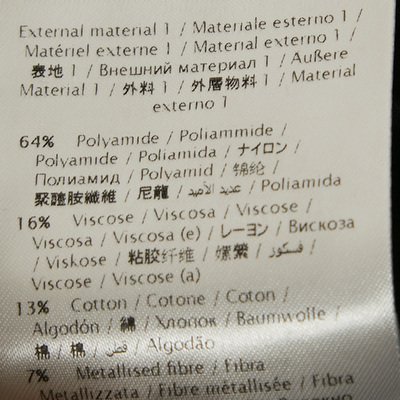 External material 1 / Materiale esterno 1 /
Matériel externe 1 / Material externo 1 /
表地 1 / Внешний материал 1 / Äußere
Material 1 / 外料 1 / 外層物料 1 / Material
externo 1
64% Polyamide / Poliammide /
Polyamide / Poliamida / ナイロン /
Полиамид / Polyamid / 锦纶 /
聚醯胺纖維 / 尼龍 / عديد الأميد / Poliamida
16% Viscose / Viscosa / Viscose /
Viscosa / Viscosa (e) / レーヨン / Вискоза
/ Viskose / 粘胶纤维 / 嫘縈 / فسكوز /
Viscose / Viscose (a)
13% Cotton / Cotone / Coton /
Algodón / 綿 / Хлопок / Baumwolle /
棉 / 棉 / قطن / Algodão
7% Metallised fibre / Fibra
Metallizzata / Fibre métallisée / Fibra